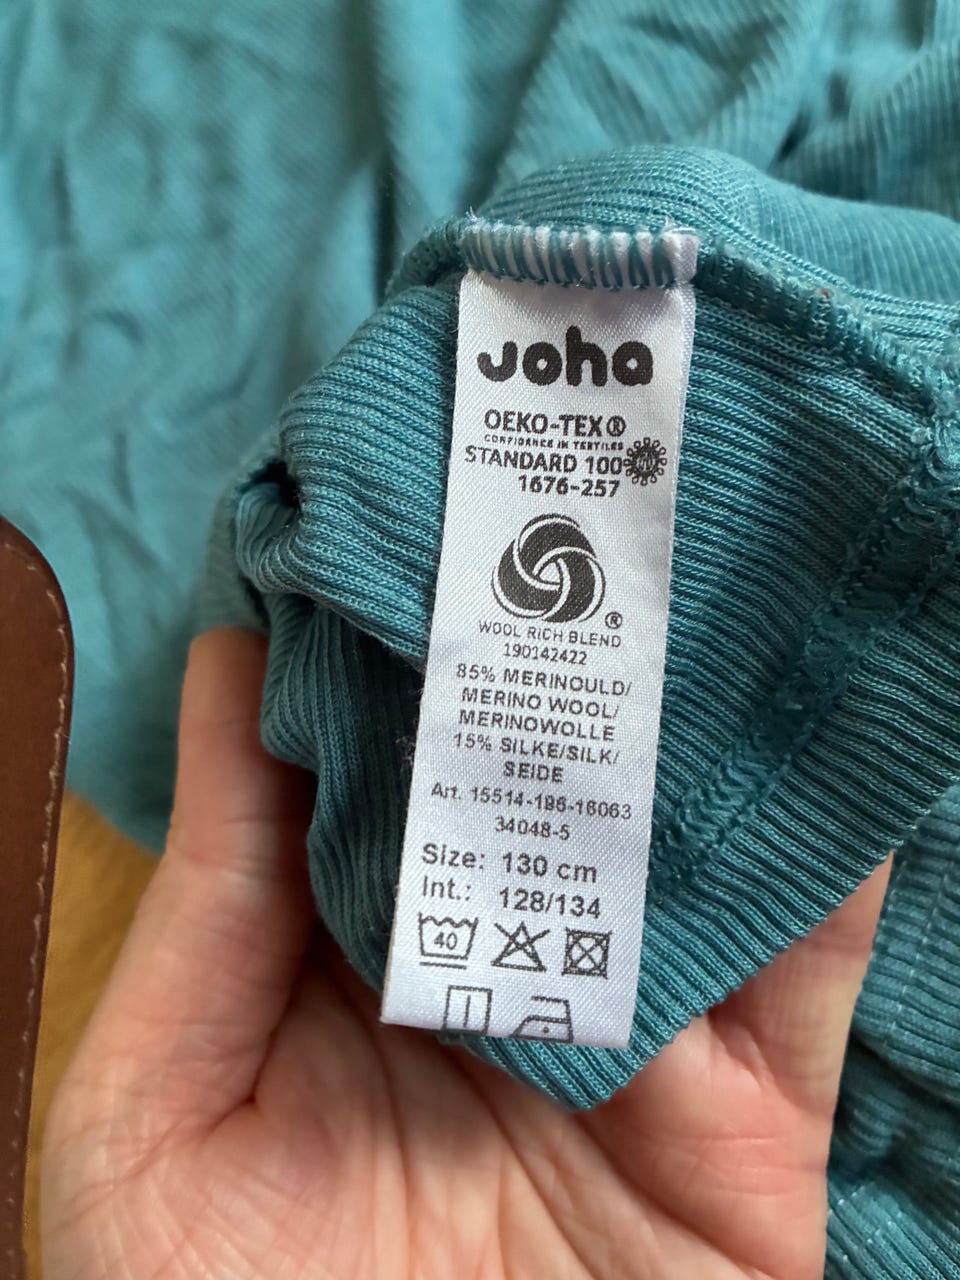 Joha
OEKO-TEX®
CONFIDENCE IN TEXTILES
STANDARD 100
1676-257
®
WOOL RICH BLEND
190142422
85% MERINOULD/
MERINO WOOL/
MERINOWOLLE
15% SILKE/SILK/
SEIDE
Art. 15514-196-16063
34048-5
Size: 130 cm
Int.: 128/134
40